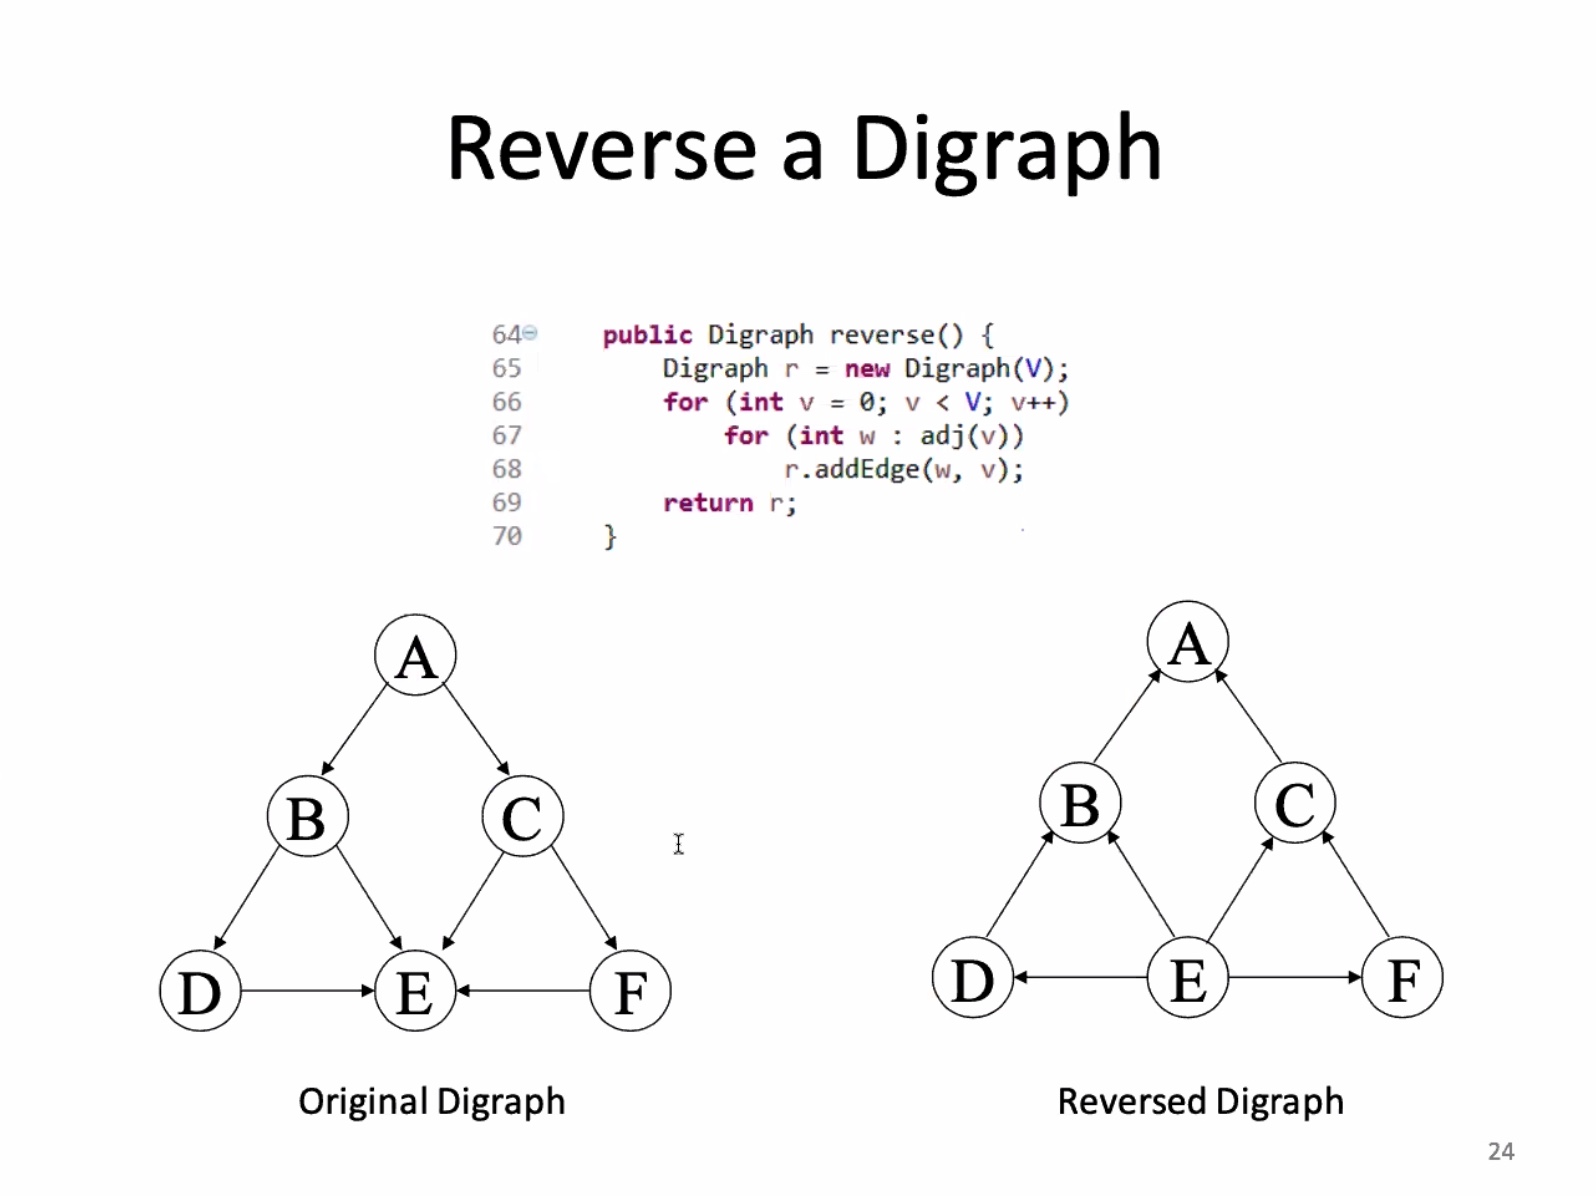 Reverse a Digraph
64 public Digraph reverse() {
65 Digraph r = new Digraph(V);
66 for (int v = 0; v < V; v++)
67 for (int w : adj(v))
68 r.addEdge(w, v);
69 return r;
70 }
A
B C
D E F
Original Digraph
A
B C
D E F
Reversed Digraph
24